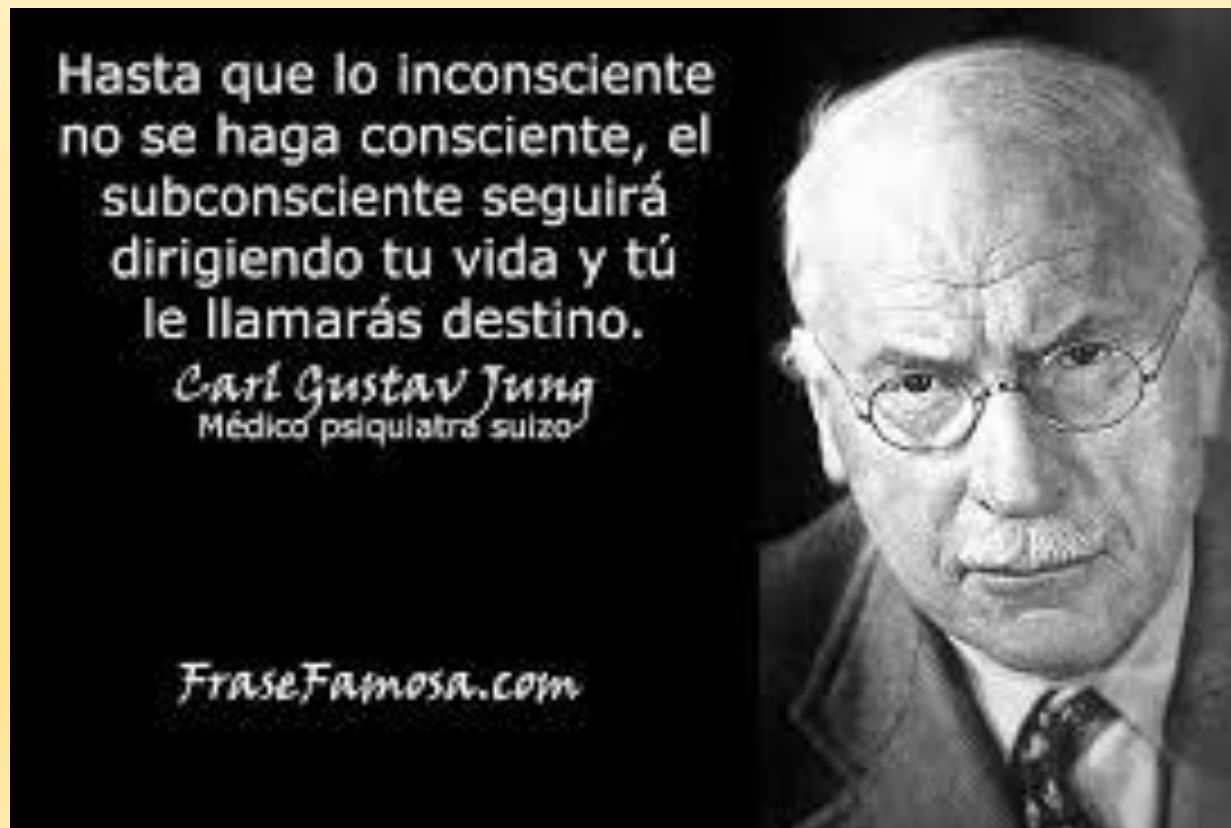 Hasta que lo inconsciente
no se haga consciente, el
subconsciente seguirá
dirigiendo tu vida y tú
le llamarás destino.
Carl Gustav Jung
Médico psiquiatra suizo
FraseFamosa.com